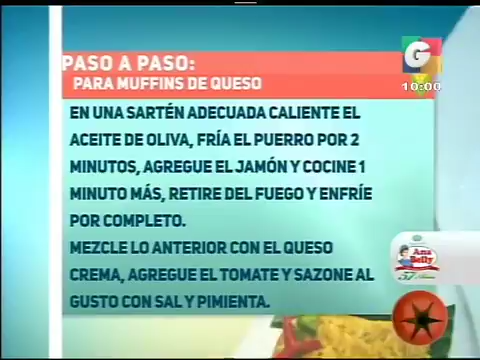 PASO A PASO:
PARA MUFFINS DE QUESO
G
10:00
EN UNA SARTÉN ADECUADA CALIENTE EL
ACEITE DE OLIVA, FRÍA EL PUERRO POR 2
MINUTOS, AGREGUE EL JAMÓN Y COCINE 1
MINUTO MÁS, RETIRE DEL FUEGO Y ENFRÍE
POR COMPLETO.
MEZCLE LO ANTERIOR CON EL QUESO
CREMA, AGREGUE EL TOMATE Y SAZONE AL
GUSTO CON SAL Y PIMIENTA.
Ana
Belly
57